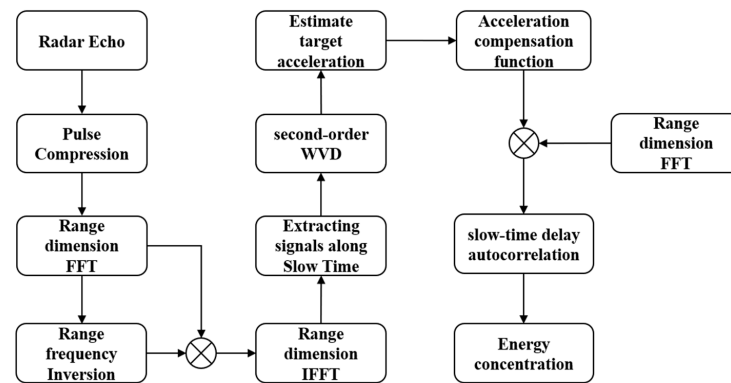 Radar Echo
Pulse
Compression
Range
dimension
FFT
Range
frequency
Inversion
Range
dimension
IFFT
Extracting
signals along
Slow Time
second-order
WVD
Estimate
target
acceleration
Acceleration
compensation
function
Range
dimension
FFT
slow-time delay
autocorrelation
Energy
concentration